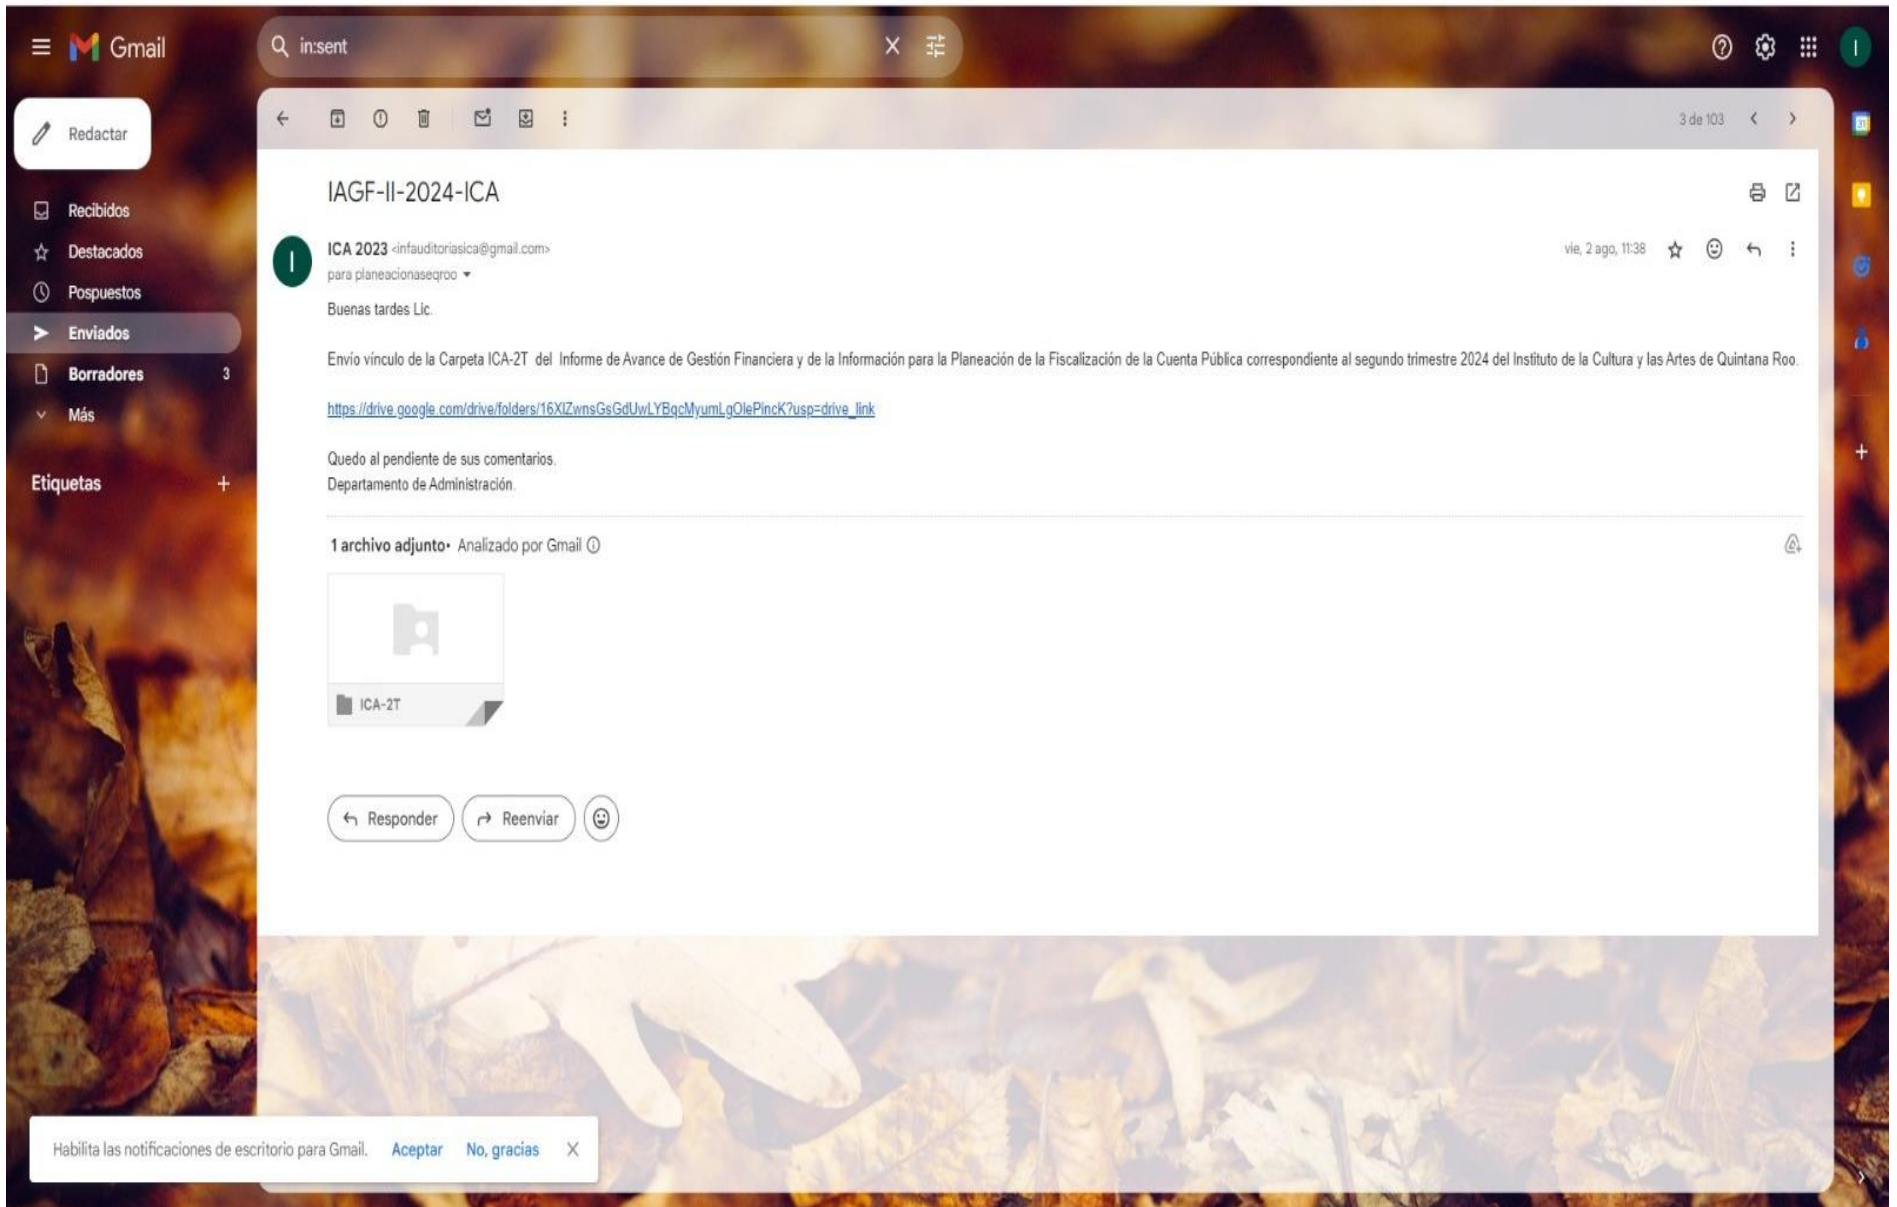 Gmail
in:sent
Redactar
3 de 103
Recibidos
Destacados
Pospuestos
Enviados
Borradores 3
Más
Etiquetas
IAGF-II-2024-ICA
ICA 2023 <infauditoriasica@gmail.com>
vie, 2 ago, 11:38
para planeacionaseqroo
Buenas tardes Lic.
Envío vínculo de la Carpeta ICA-2T del Informe de Avance de Gestión Financiera y de la Información para la Planeación de la Fiscalización de la Cuenta Pública correspondiente al segundo trimestre 2024 del Instituto de la Cultura y las Artes de Quintana Roo.
https://drive.google.com/drive/folders/16XIZwnsGsGdUwLYBqcMyumLgOlePincK?usp=drive_link
Quedo al pendiente de sus comentarios.
Departamento de Administración.
1 archivo adjunto• Analizado por Gmail
ICA-2T
Responder
Reenviar
Habilita las notificaciones de escritorio para Gmail. Aceptar No, gracias
I
I
31